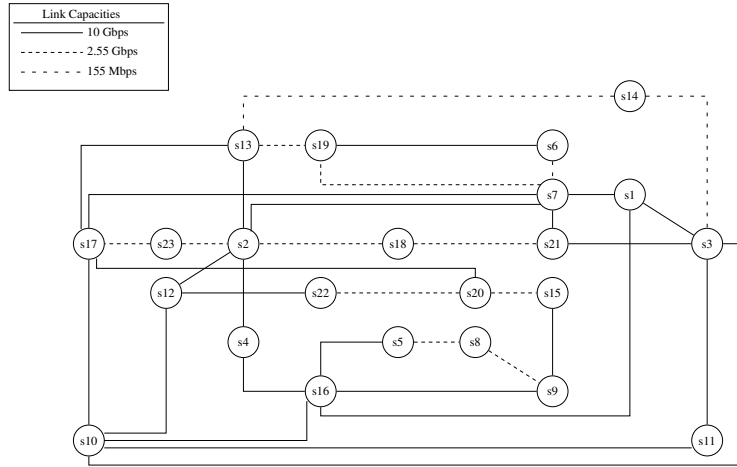 Link Capacities
10 Gbps
2.55 Gbps
155 Mbps
s14
s13 s19 s6
s7 s1
s17 s23 s2 s18 s21 s3
s12 s22 s20 s15
s4 s5 s8
s16 s9
s10 s11